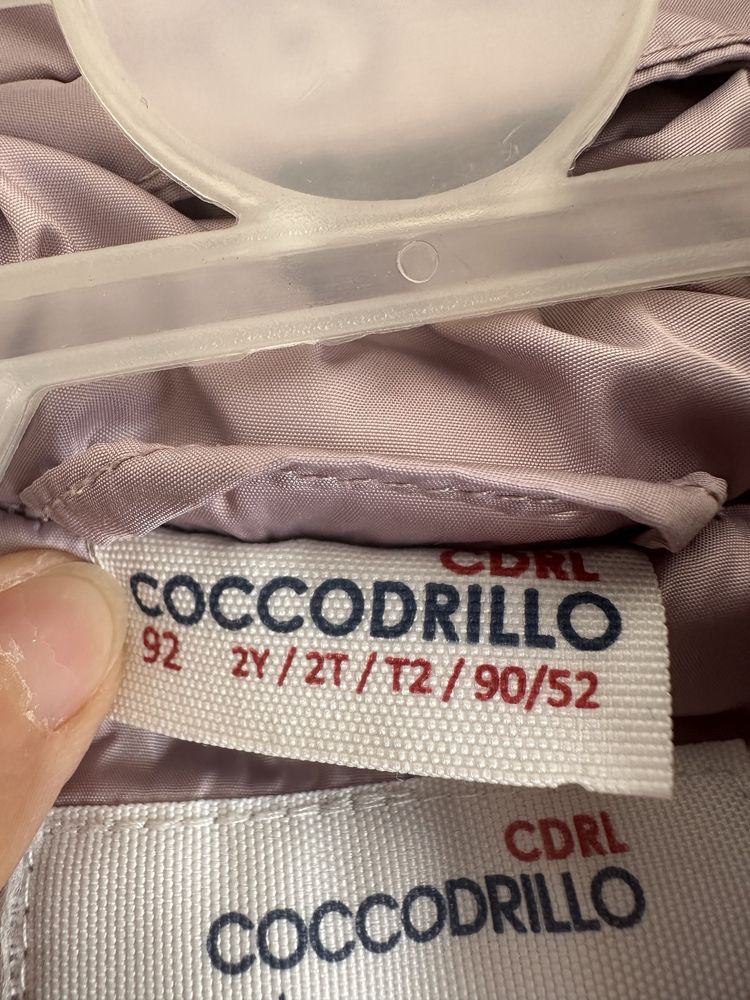 CDRL
COCCODRILLO
92 2Y / 2T / T2 / 90/52
CDRL
COCCODRILLO